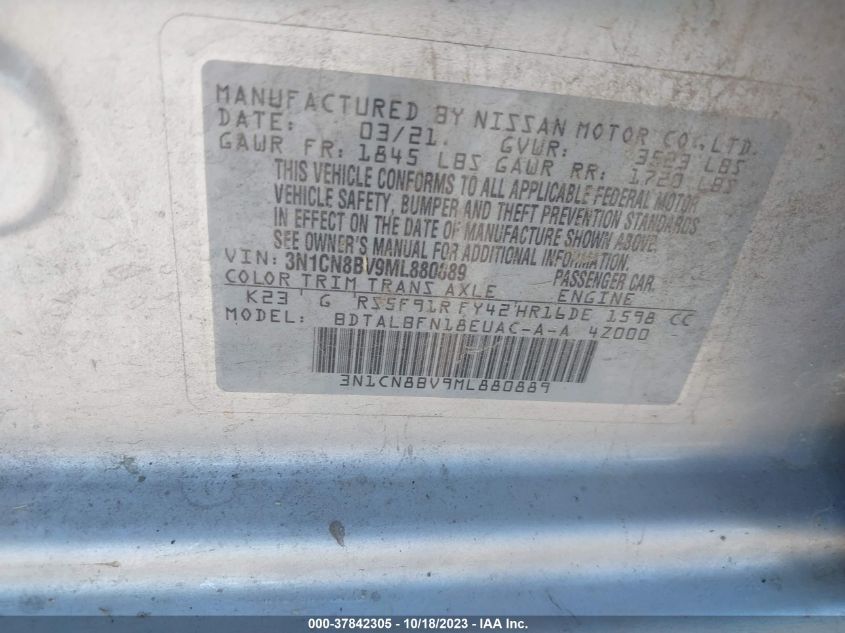 MANUFACTURED BY NISSAN MOTOR CO., LTD.
DATE: 03/21. GVWR: 3523 LBS
GAWR FR: 1845 LBS GAWR RR: 1720 LBS
THIS VEHICLE CONFORMS TO ALL APPLICABLE FEDERAL MOTOR
VEHICLE SAFETY, BUMPER AND THEFT PREVENTION STANDARDS
IN EFFECT ON THE DATE OF MANUFACTURE SHOWN ABOVE.
SEE OWNER'S MANUAL FOR ADDITIONAL INFORMATION.
VIN: 3N1CN8BV9ML880889 PASSENGER CAR.
COLOR TRIM TRANS AXLE ENGINE
K23 G RS5F91R FY42 HR16DE 1598 CC
MODEL: BDTALBFN18EUAC-A-A 4Z000 -
3N1CN8BV9ML880889
000-37842305 - 10/18/2023 - IAA Inc.